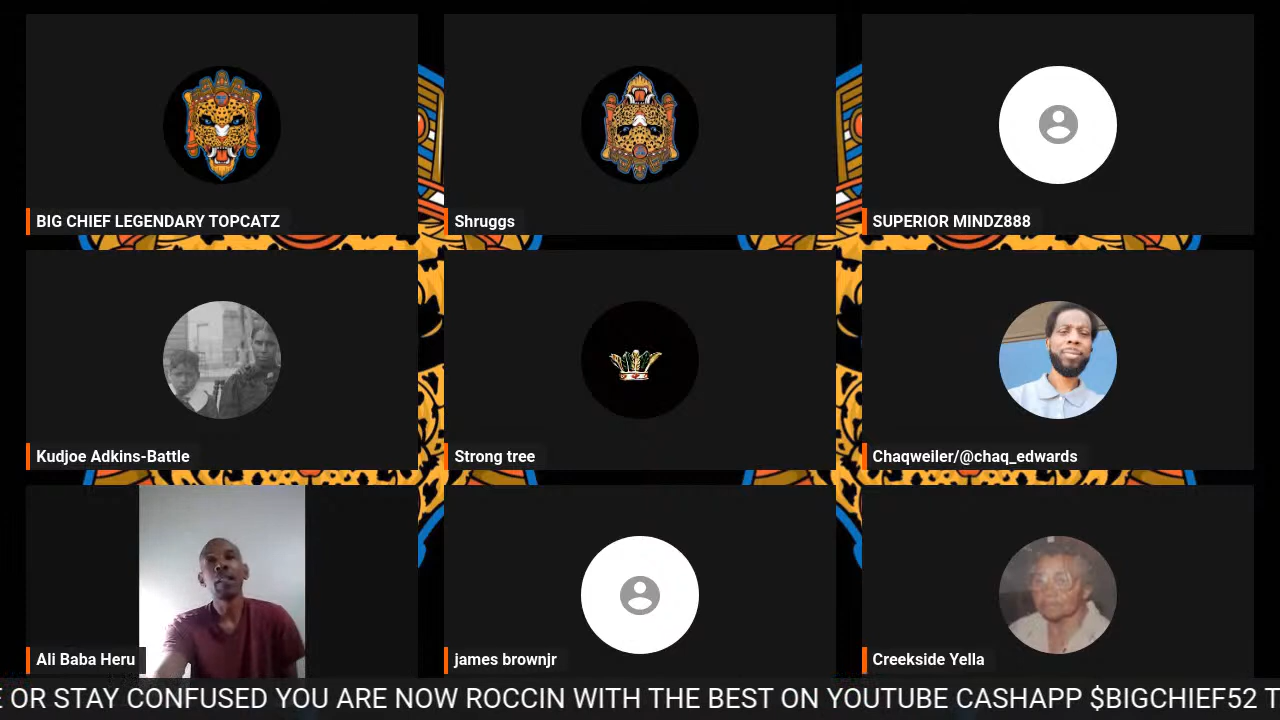 BIG CHIEF LEGENDARY TOPCATZ
Shruggs
SUPERIOR MINDZ888
Kudjoe Adkins-Battle
Strong tree
Chaqweiler/@chaq_edwards
Ali Baba Heru
james brownjr
Creekside Yella
E OR STAY CONFUSED YOU ARE NOW ROCCIN WITH THE BEST ON YOUTUBE CASHAPP $BIGCHIEF52 T